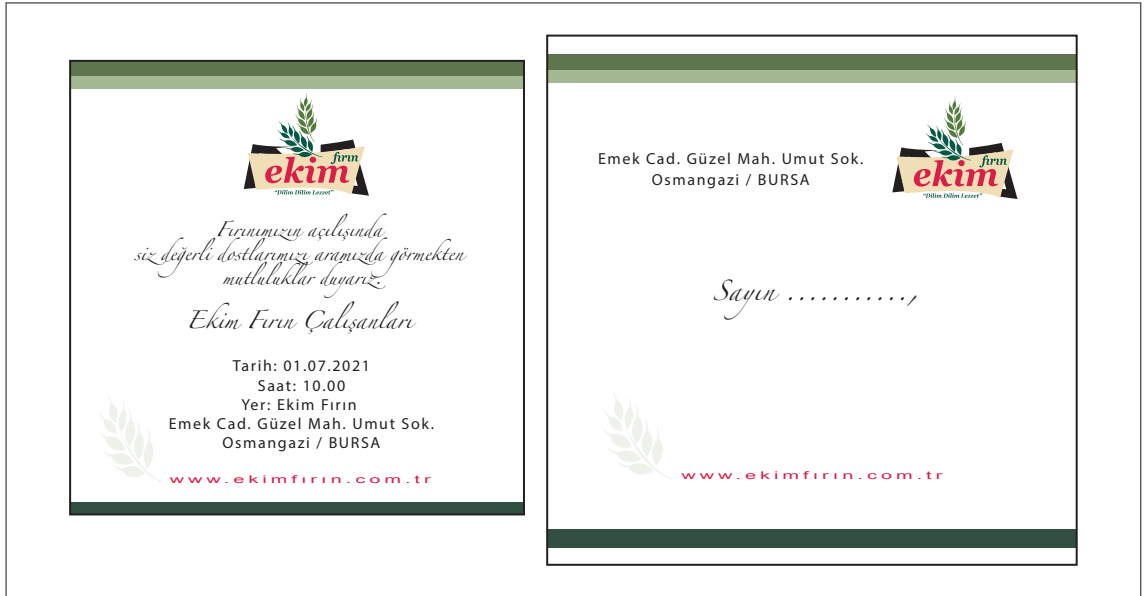 fırın
ekim
“Dilim Dilim Lezzet”
Fırınımızın açılışında
siz değerli dostlarımızı aramızda görmekten
mutluluklar duyarız.
Ekim Fırın Çalışanları
Tarih: 01.07.2021
Saat: 10.00
Yer: Ekim Fırın
Emek Cad. Güzel Mah. Umut Sok.
Osmangazi / BURSA
www.ekimfırın.com.tr
Emek Cad. Güzel Mah. Umut Sok.
Osmangazi / BURSA
fırın
ekim
“Dilim Dilim Lezzet”
Sayın ...........,
www.ekimfırın.com.tr